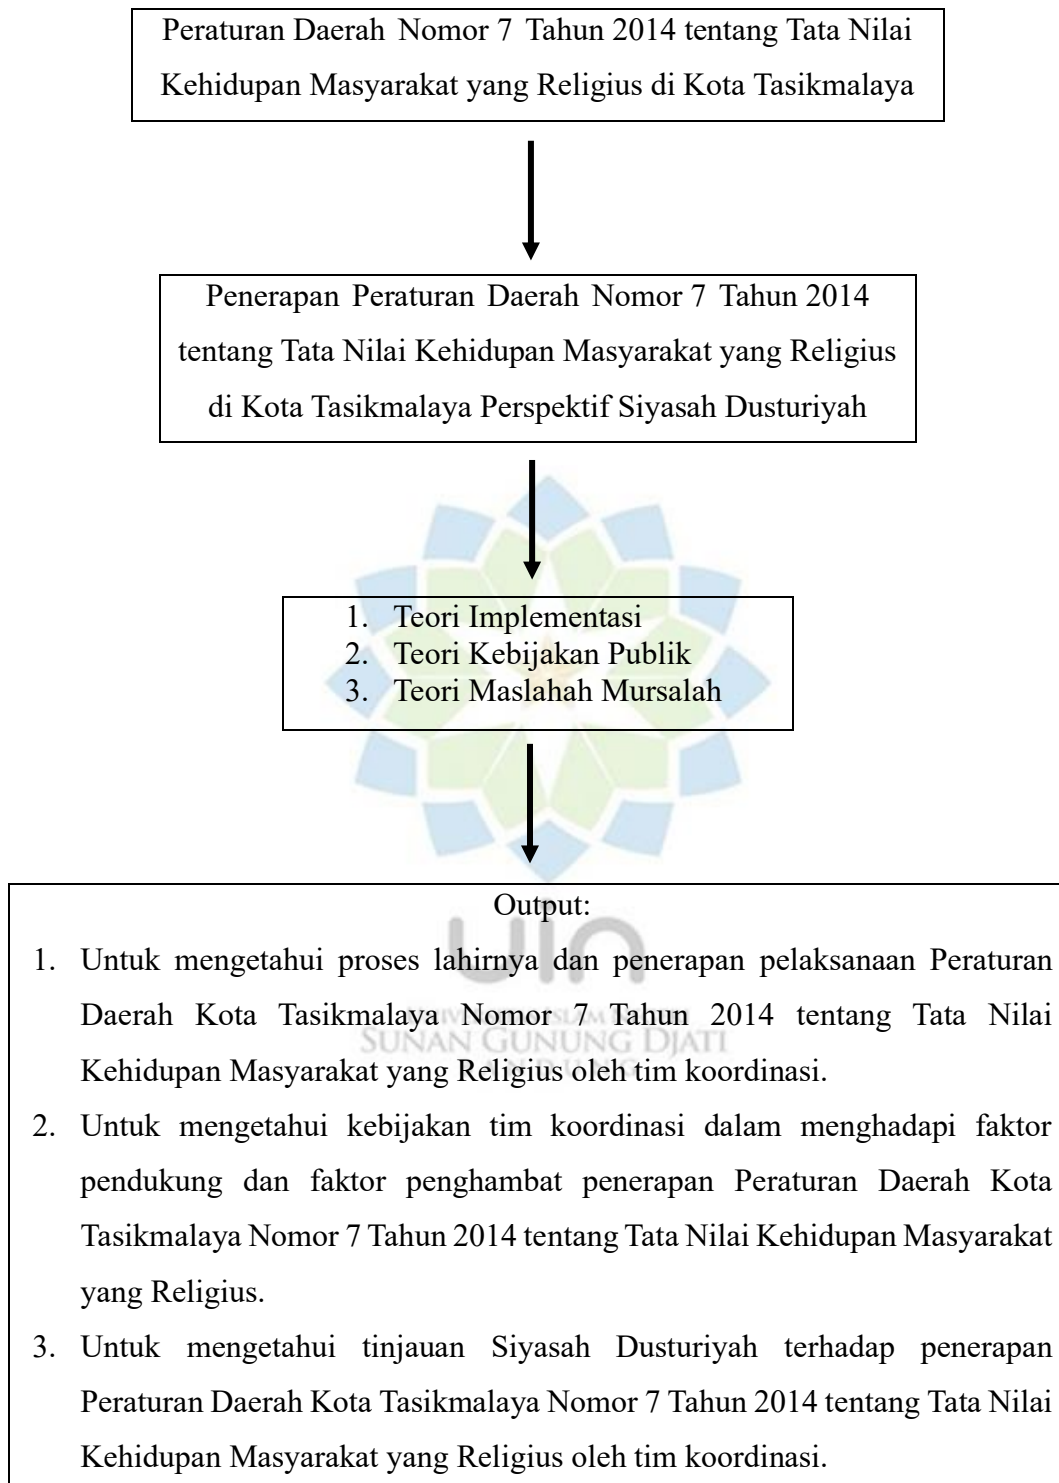 Peraturan Daerah Nomor 7 Tahun 2014 tentang Tata Nilai
Kehidupan Masyarakat yang Religius di Kota Tasikmalaya
Penerapan Peraturan Daerah Nomor 7 Tahun 2014
tentang Tata Nilai Kehidupan Masyarakat yang Religius
di Kota Tasikmalaya Perspektif Siyasah Dusturiyah
1. Teori Implementasi
2. Teori Kebijakan Publik
3. Teori Maslahah Mursalah
Output:
uin
1. Untuk mengetahui proses lahirnya dan penerapan pelaksanaan Peraturan
Daerah Kota Tasikmalaya Nomor 7 Tahun 2014 tentang Tata Nilai
SUNAN GUNUNG DJATI
Kehidupan Masyarakat yang Religius oleh tim koordinasi.
2. Untuk mengetahui kebijakan tim koordinasi dalam menghadapi faktor
pendukung dan faktor penghambat penerapan Peraturan Daerah Kota
Tasikmalaya Nomor 7 Tahun 2014 tentang Tata Nilai Kehidupan Masyarakat
yang Religius.
3. Untuk mengetahui tinjauan Siyasah Dusturiyah terhadap penerapan
Peraturan Daerah Kota Tasikmalaya Nomor 7 Tahun 2014 tentang Tata Nilai
Kehidupan Masyarakat yang Religius oleh tim koordinasi.